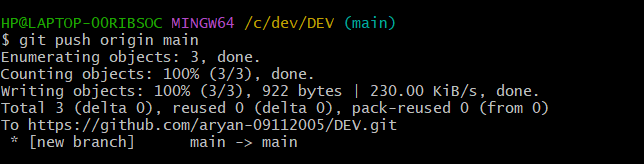 HP@LAPTOP-00RIBSOC MINGW64 /c/dev/DEV (main)
$ git push origin main
Enumerating objects: 3, done.
Counting objects: 100% (3/3), done.
Writing objects: 100% (3/3), 922 bytes | 230.00 KiB/s, done.
Total 3 (delta 0), reused 0 (delta 0), pack-reused 0 (from 0)
To https://github.com/aryan-09112005/DEV.git
 * [new branch]      main -> main